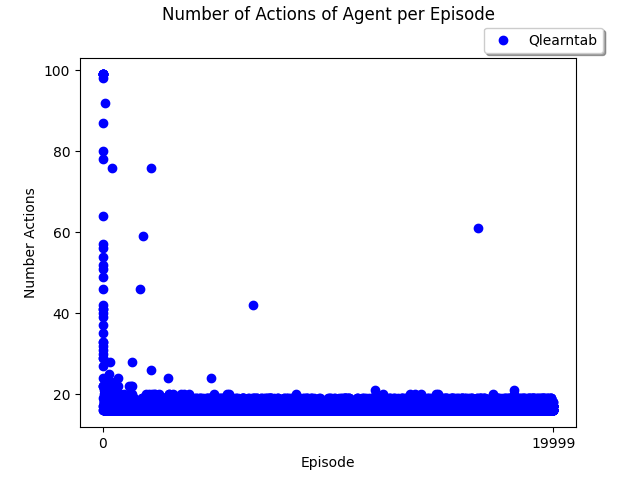 Number of Actions of Agent per Episode
Qlearntab
100
80
60
40
20
Number Actions
0
19999
Episode